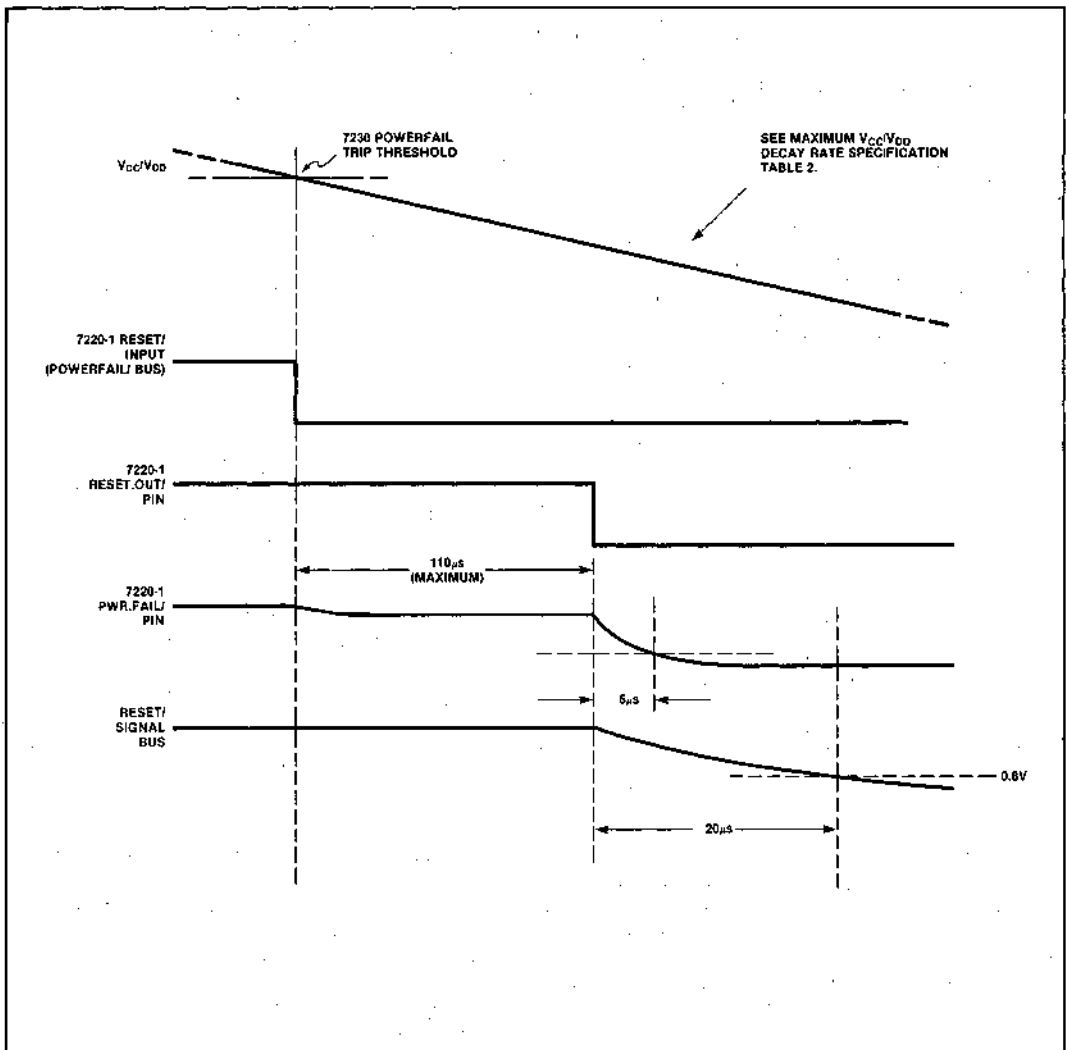 7230 POWERFAIL
TRIP THRESHOLD
SEE MAXIMUM VCC/VDD
DECAY RATE SPECIFICATION
TABLE 2.
VCC/VDD
7220-1 RESET/
INPUT
(POWERFAIL/ BUS)
7220-1
RESET.OUT/
PIN
110µs
(MAXIMUM)
7220-1
PWR.FAIL/
PIN
5µs
RESET/
SIGNAL
BUS
0.8V
20µs